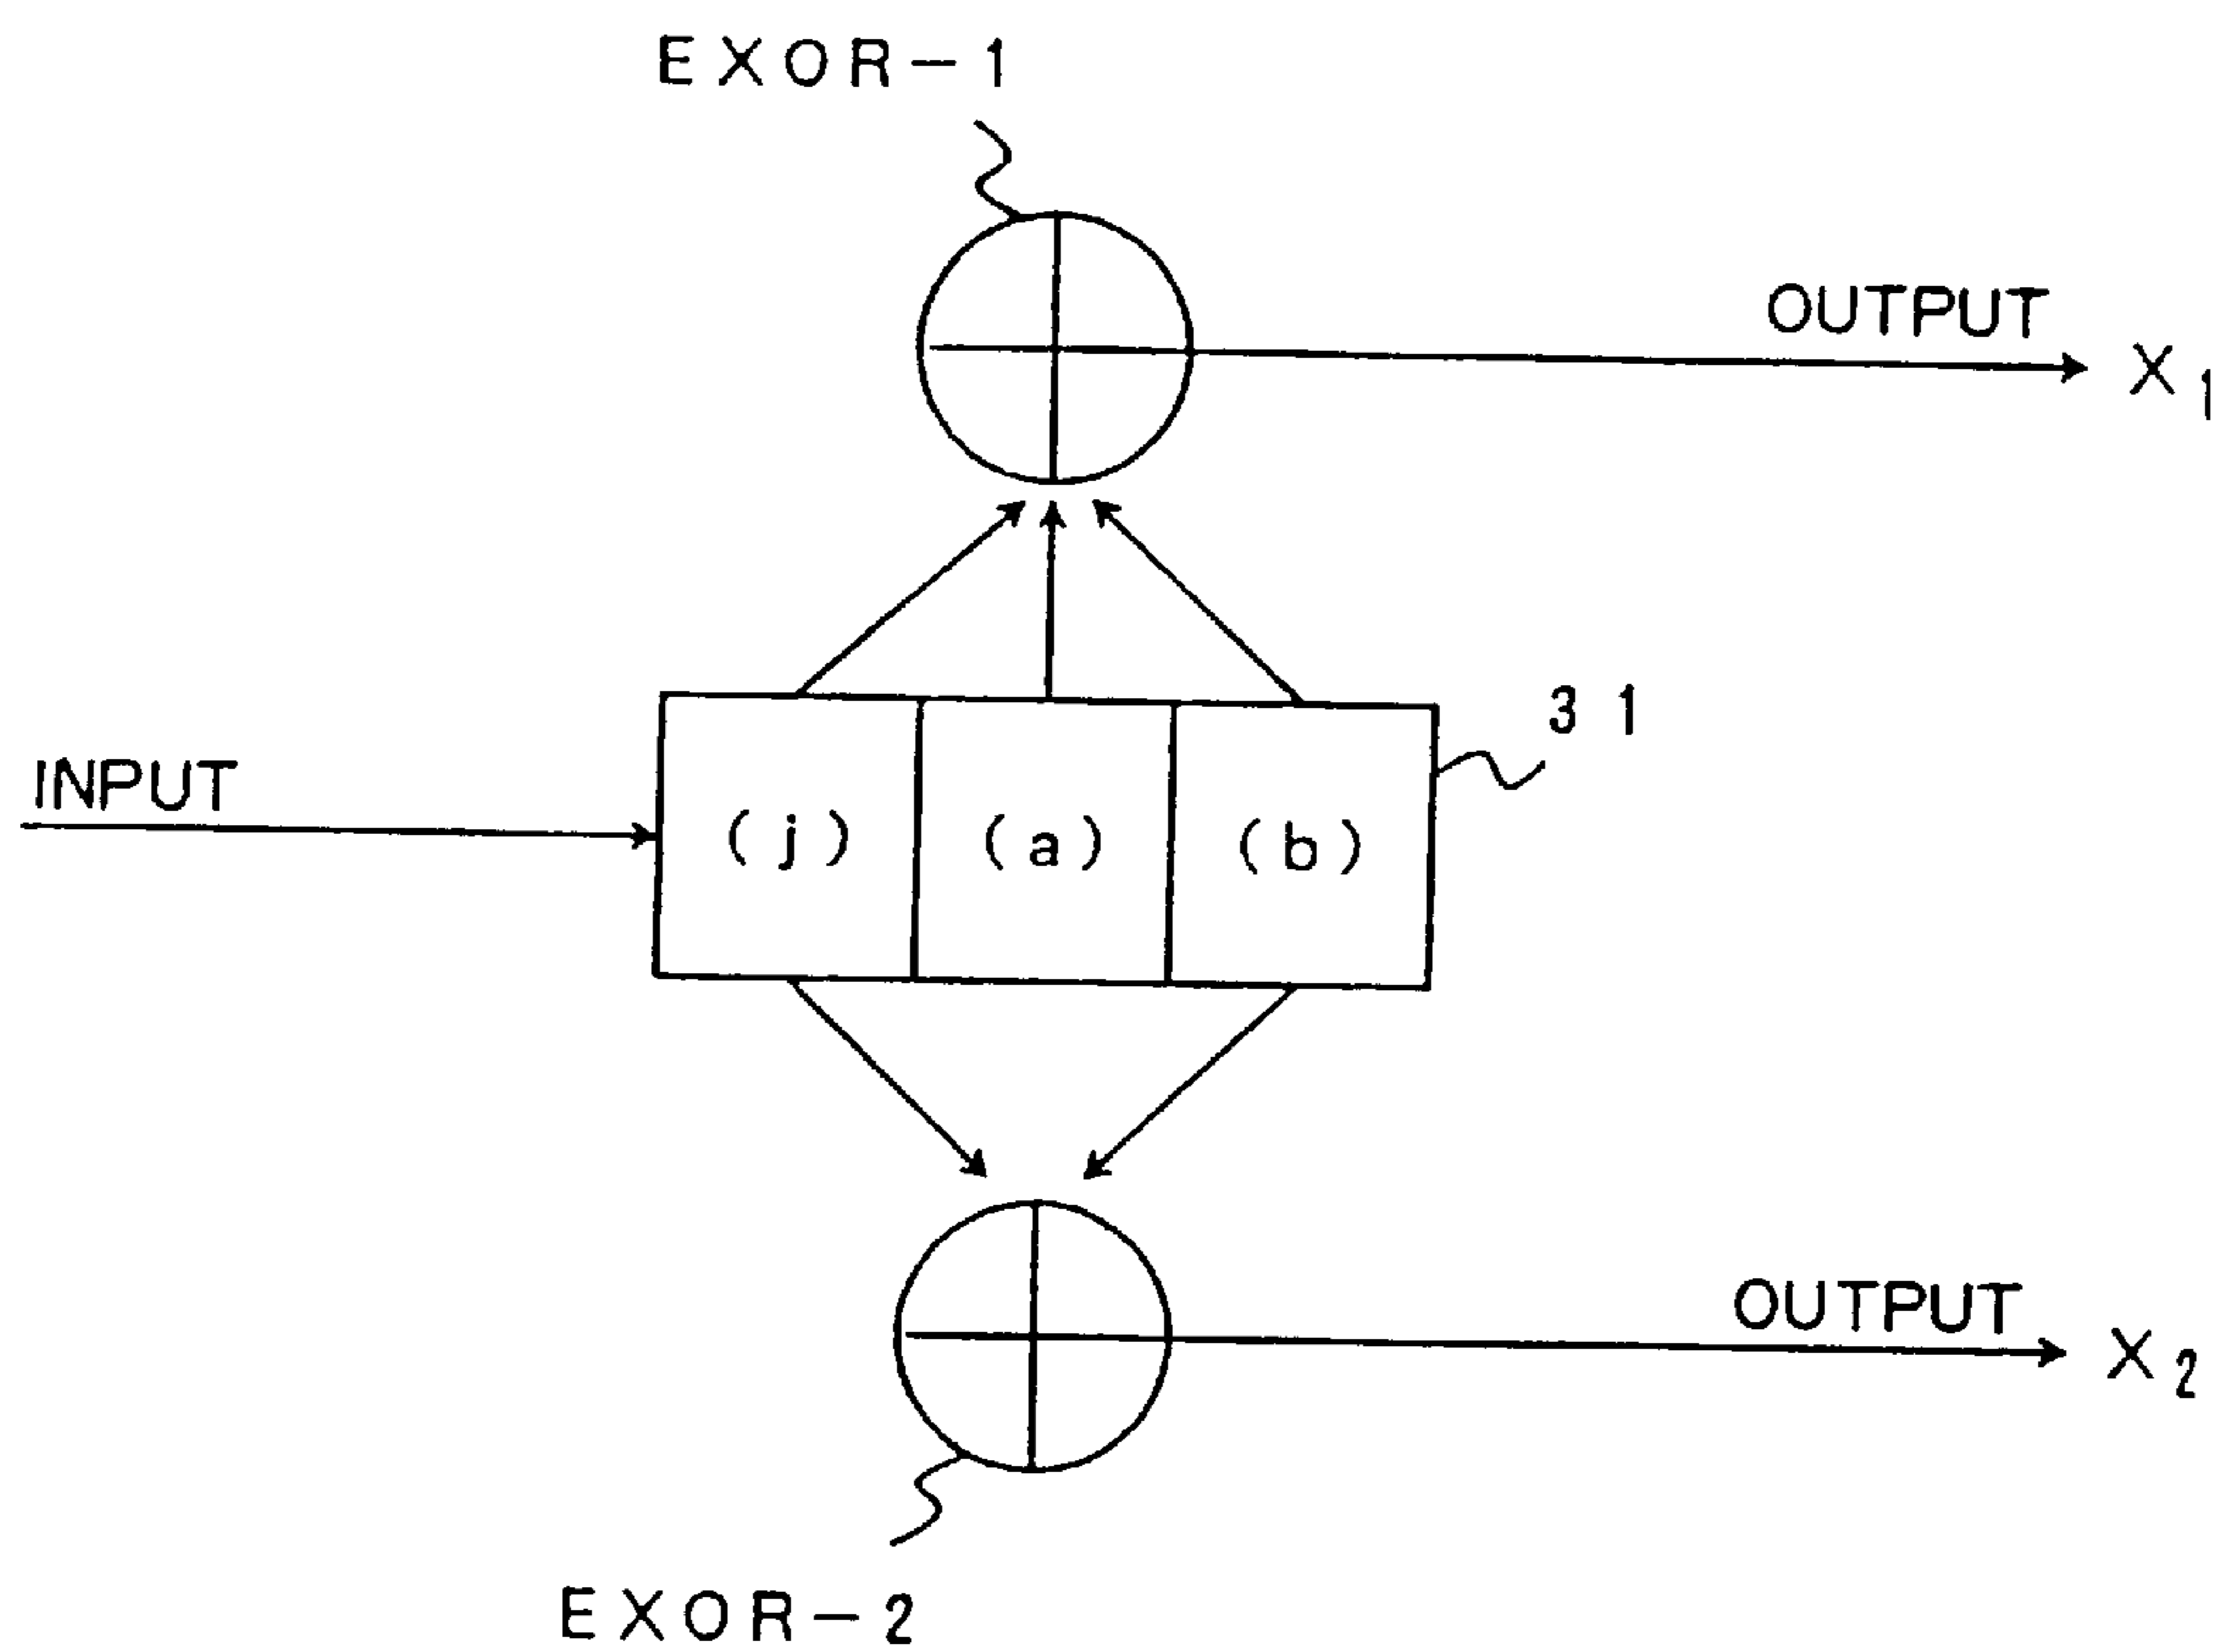 EXOR-1
OUTPUT
X1
31
INPUT
(j) (a) (b)
OUTPUT
X2
EXOR-2